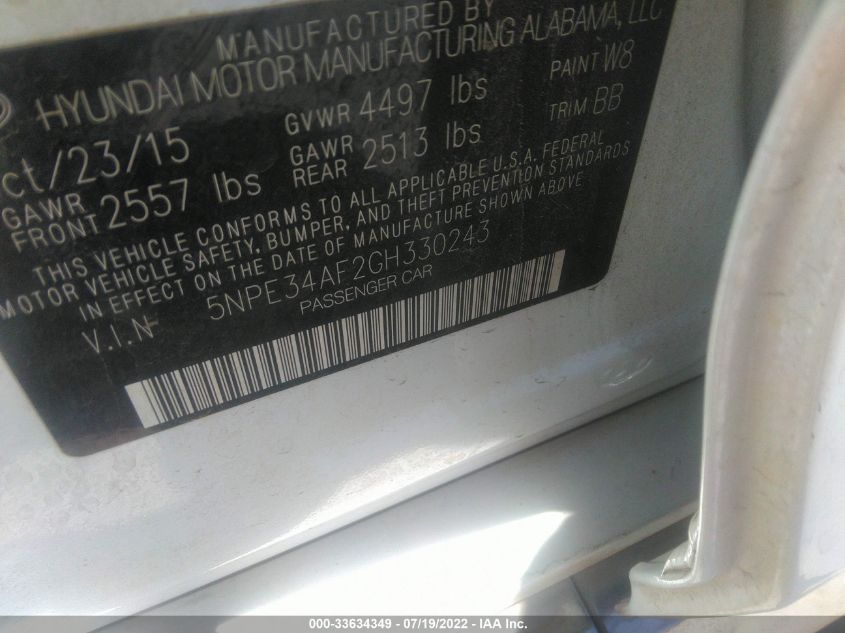 MANUFACTURED BY
HYUNDAI MOTOR MANUFACTURING ALABAMA, LLC
ct/23/15 GVWR 4497 lbs PAINT W8
GAWR FRONT 2557 lbs GAWR REAR 2513 lbs TRIM BB
THIS VEHICLE CONFORMS TO ALL APPLICABLE U.S.A. FEDERAL
MOTOR VEHICLE SAFETY, BUMPER, AND THEFT PREVENTION STANDARDS
IN EFFECT ON THE DATE OF MANUFACTURE SHOWN ABOVE
V.I.N 5NPE34AF2GH330243
PASSENGER CAR
000-33634349 - 07/19/2022 - IAA Inc.